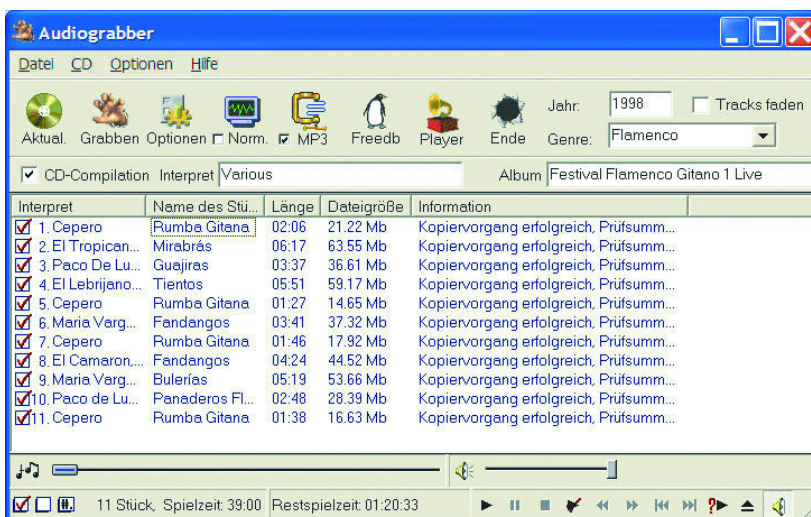 Audiograbber
Datei CD Optionen Hilfe
Aktual. Grabben Optionen Norm. MP3 Freedb Player Ende
Jahr: 1998 Tracks faden
Genre: Flamenco
CD-Compilation Interpret Various Album Festival Flamenco Gitano 1 Live
Interpret Name des Stü... Länge Dateigröße Information
1. Cepero Rumba Gitana 02:06 21.22 Mb Kopiervorgang erfolgreich, Prüfsumm...
2. El Tropican... Mirabrás 06:17 63.55 Mb Kopiervorgang erfolgreich, Prüfsumm...
3. Paco De Lu... Guajiras 03:37 36.61 Mb Kopiervorgang erfolgreich, Prüfsumm...
4. El Lebrijano... Tientos 05:51 59.17 Mb Kopiervorgang erfolgreich, Prüfsumm...
5. Cepero Rumba Gitana 01:27 14.65 Mb Kopiervorgang erfolgreich, Prüfsumm...
6. Maria Varg... Fandangos 03:41 37.32 Mb Kopiervorgang erfolgreich, Prüfsumm...
7. Cepero Rumba Gitana 01:46 17.92 Mb Kopiervorgang erfolgreich, Prüfsumm...
8. El Camaron,... Fandangos 04:24 44.52 Mb Kopiervorgang erfolgreich, Prüfsumm...
9. Maria Varg... Bulerías 05:19 53.66 Mb Kopiervorgang erfolgreich, Prüfsumm...
10. Paco de Lu... Panaderos Fl... 02:48 28.39 Mb Kopiervorgang erfolgreich, Prüfsumm...
11. Cepero Rumba Gitana 01:38 16.63 Mb Kopiervorgang erfolgreich, Prüfsumm...
11 Stück, Spielzeit: 39:00 Restspielzeit: 01:20:33